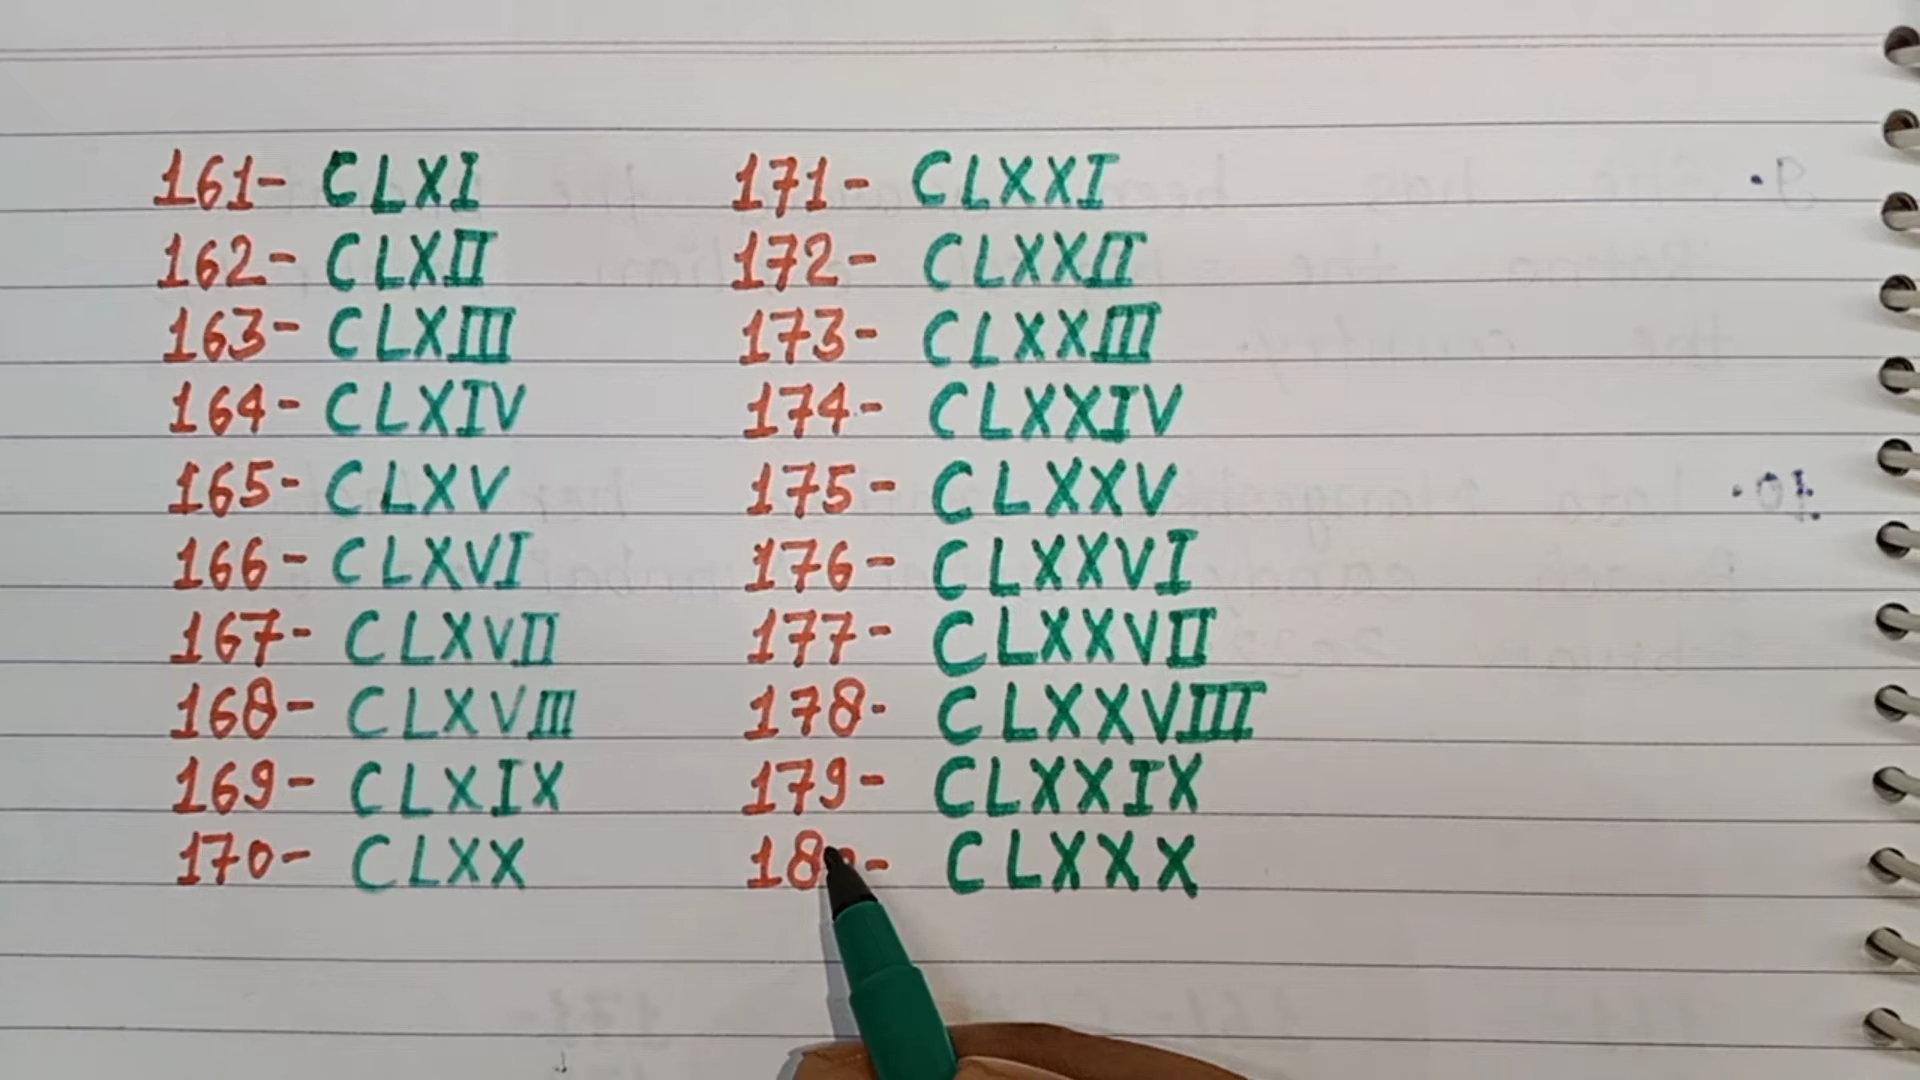 161- CLXI 171- CLXXI
162- CLXII 172- CLXXII
163- CLXIII 173- CLXXIII
164- CLXIV 174- CLXXIV
165- CLXV 175- CLXXV
166- CLXVI 176- CLXXVI
167- CLXVII 177- CLXXVII
168- CLXVIII 178- CLXXVIII
169- CLXIX 179- CLXXIX
170- CLXX 180- CLXXX